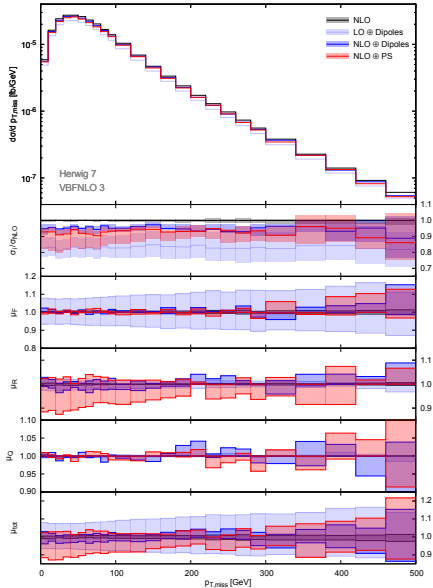 NLO
LO ⊕ Dipoles
NLO ⊕ Dipoles
NLO ⊕ PS
dσ/d p_T,miss [fb/GeV]
10^-5
10^-6
10^-7
Herwig 7
VBFNLO 3
σ_i/σ_NLO
1.1
1.0
0.9
0.8
0.7
μ_F
1.2
1.1
1.0
0.9
0.8
μ_R
1.1
1.0
0.9
μ_Q
1.10
1.05
1.00
0.95
0.90
μ_tot
1.2
1.1
1.0
0.9
0 100 200 300 400 500
p_T,miss [GeV]